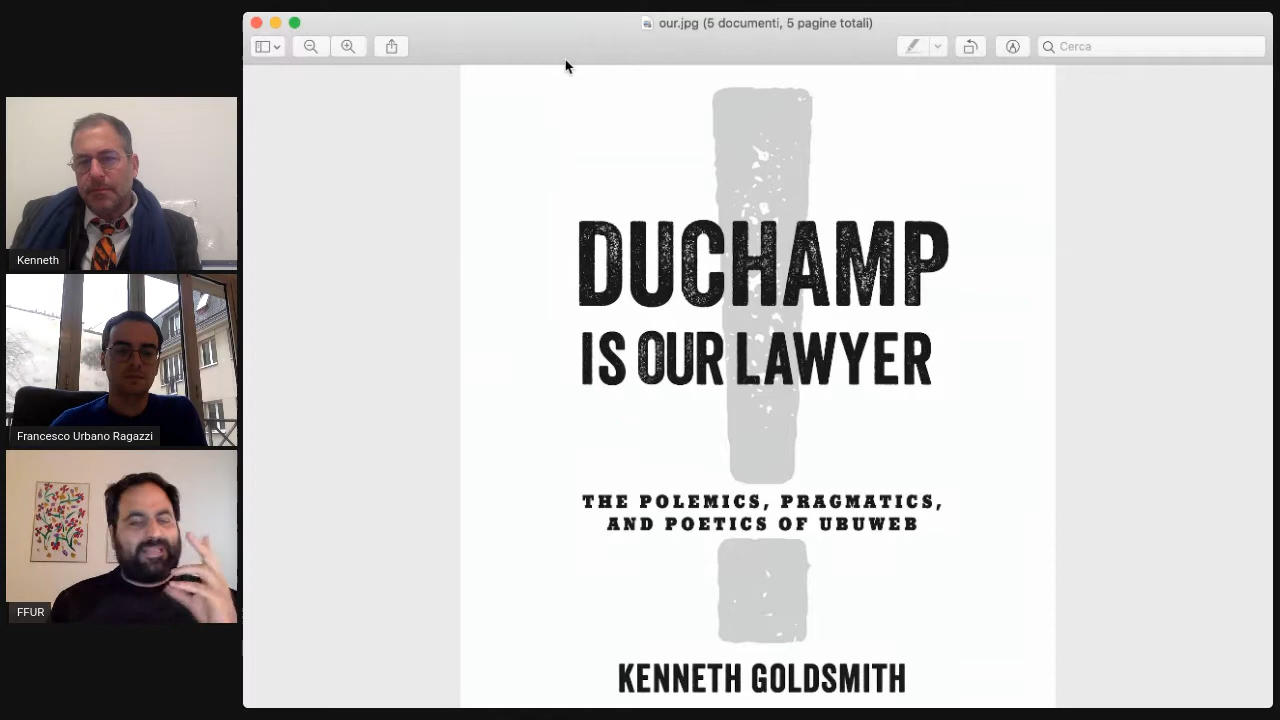 our.jpg (5 documenti, 5 pagine totali)
Cerca
Kenneth
Francesco Urbano Ragazzi
FFUR
DUCHAMP
IS OUR LAWYER
THE POLEMICS, PRAGMATICS,
AND POETICS OF UBUWEB
KENNETH GOLDSMITH